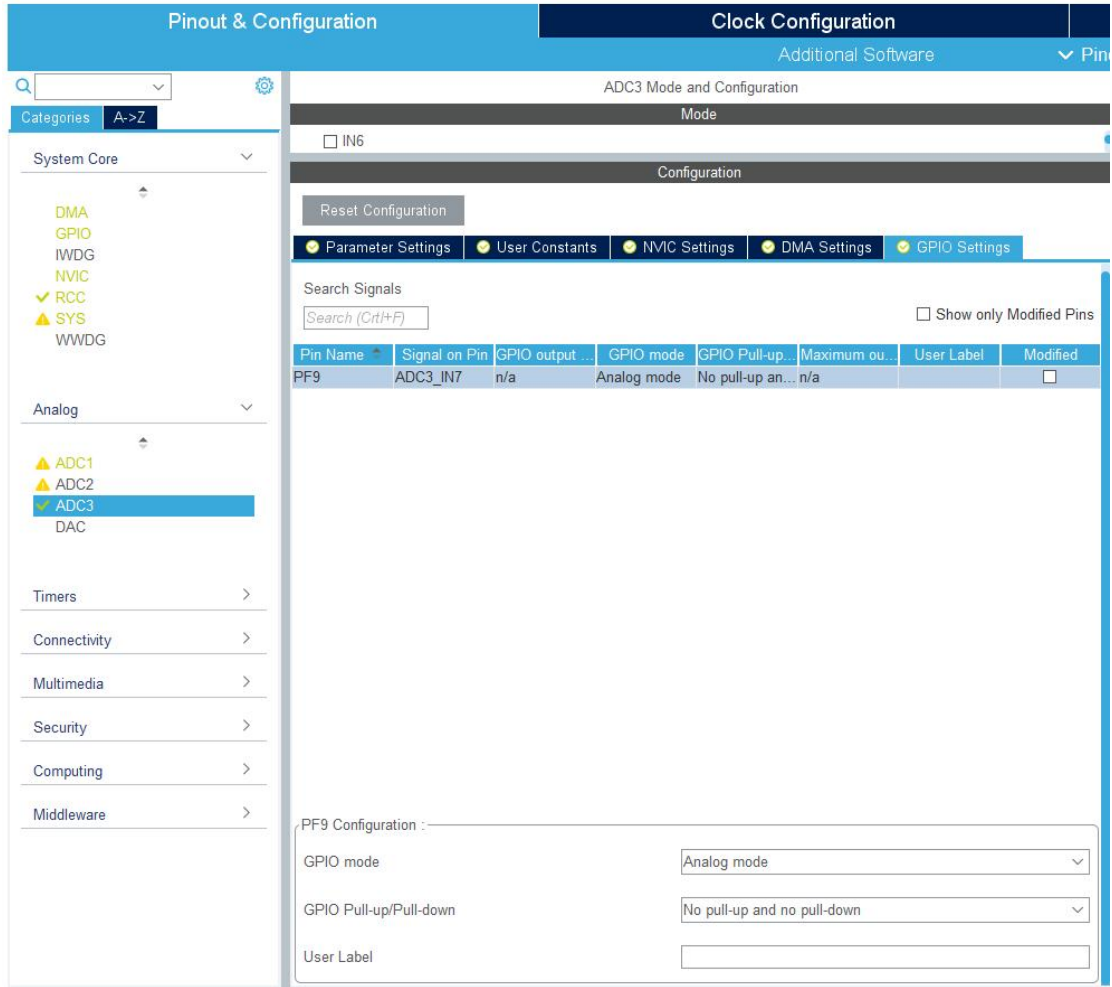 Pinout & Configuration
Clock Configuration
Additional Software
Pin
Categories
A->Z
System Core
DMA
GPIO
IWDG
NVIC
RCC
SYS
WWDG
Analog
ADC1
ADC2
ADC3
DAC
Timers
Connectivity
Multimedia
Security
Computing
Middleware
ADC3 Mode and Configuration
Mode
IN6
Configuration
Reset Configuration
Parameter Settings
User Constants
NVIC Settings
DMA Settings
GPIO Settings
Search Signals
Search (Crtl+F)
Show only Modified Pins
Pin Name Signal on Pin GPIO output ... GPIO mode GPIO Pull-up... Maximum ou... User Label Modified
PF9 ADC3_IN7 n/a Analog mode No pull-up an... n/a
PF9 Configuration :
GPIO mode Analog mode
GPIO Pull-up/Pull-down No pull-up and no pull-down
User Label